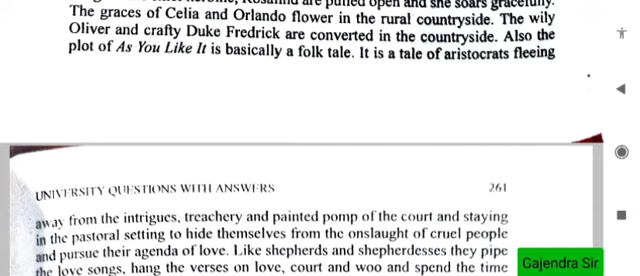 are pulled open and she soars gracefully.
The graces of Celia and Orlando flower in the rural countryside. The wily
Oliver and crafty Duke Fredrick are converted in the countryside. Also the
plot of As You Like It is basically a folk tale. It is a tale of aristocrats fleeing
UNIVERSITY QUESTIONS WITH ANSWERS 261
away from the intrigues, treachery and painted pomp of the court and staying
in the pastoral setting to hide themselves from the onslaught of cruel people
and pursue their agenda of love. Like shepherds and shepherdesses they pipe
the love songs, hang the verses on love, court and woo and spend the time
Gajendra Sir